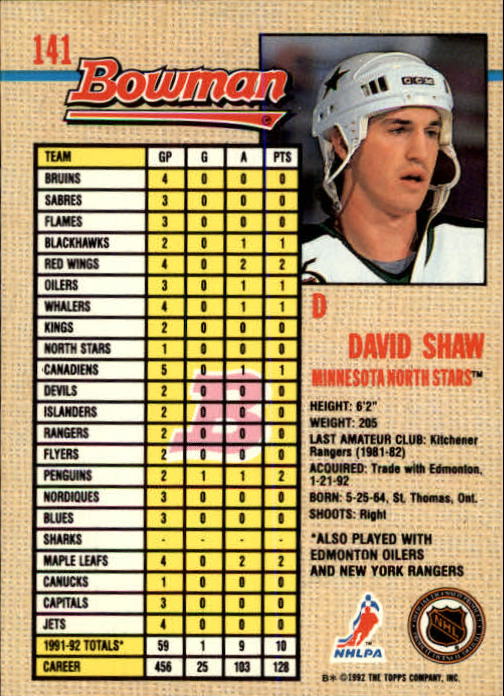 141
Bowman
CCM
TEAM GP G A PTS
BRUINS 4 0 0 0
SABRES 3 0 0 0
FLAMES 3 0 0 0
BLACKHAWKS 2 0 1 1
RED WINGS 4 0 2 2
OILERS 3 0 1 1
WHALERS 4 0 1 1
KINGS 2 0 0 0
NORTH STARS 1 0 0 0
CANADIENS 5 0 1 1
DEVILS 2 0 0 0
ISLANDERS 2 0 0 0
RANGERS 2 0 0 0
FLYERS 2 0 0 0
PENGUINS 2 1 1 2
NORDIQUES 3 0 0 0
BLUES 3 0 0 0
SHARKS - - - -
MAPLE LEAFS 4 0 2 2
CANUCKS 1 0 0 0
CAPITALS 3 0 0 0
JETS 4 0 0 0
1991-92 TOTALS* 59 1 9 10
CAREER 456 25 103 128
B
D
DAVID SHAW
MINNESOTA NORTH STARS™
HEIGHT: 6'2"
WEIGHT: 205
LAST AMATEUR CLUB: Kitchener
Rangers (1981-82)
ACQUIRED: Trade with Edmonton,
1-21-92
BORN: 5-25-64, St. Thomas, Ont.
SHOOTS: Right
*ALSO PLAYED WITH
EDMONTON OILERS
AND NEW YORK RANGERS
NHLPA
NHL
B* ©1992 THE TOPPS COMPANY, INC.